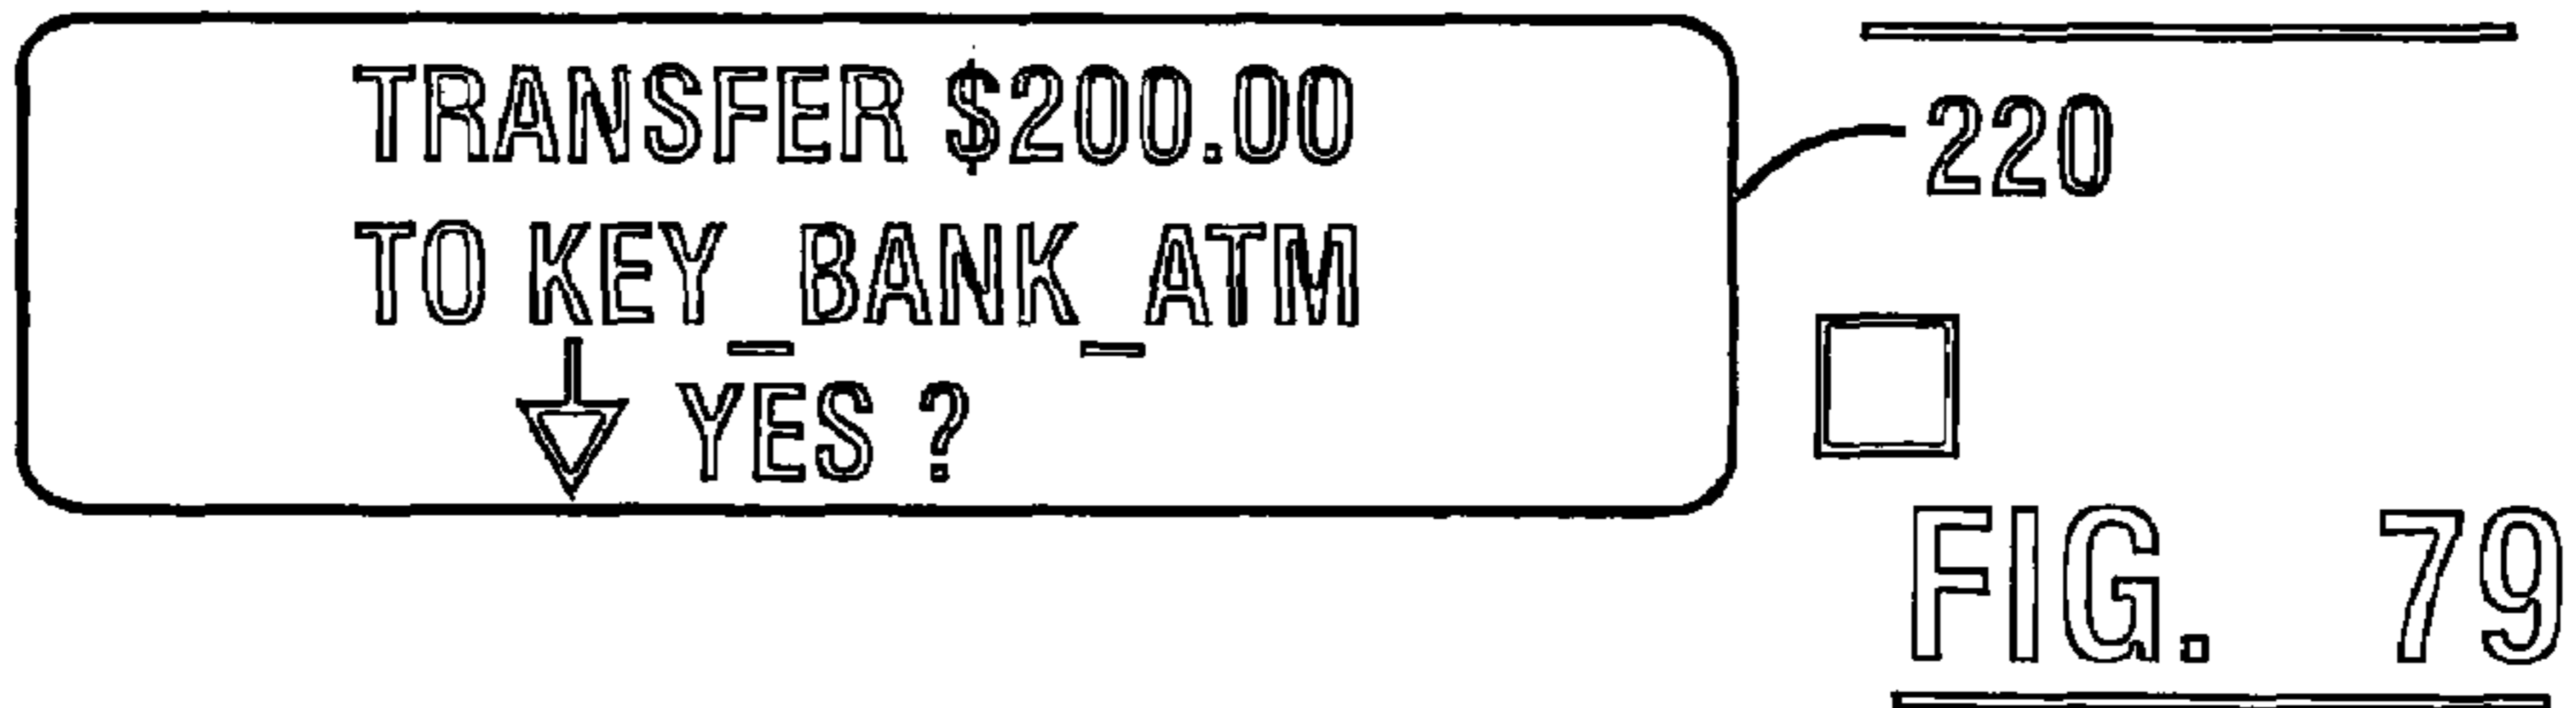 TRANSFER $200.00
TO KEY_BANK_ATM
YES ?
220
FIG. 79